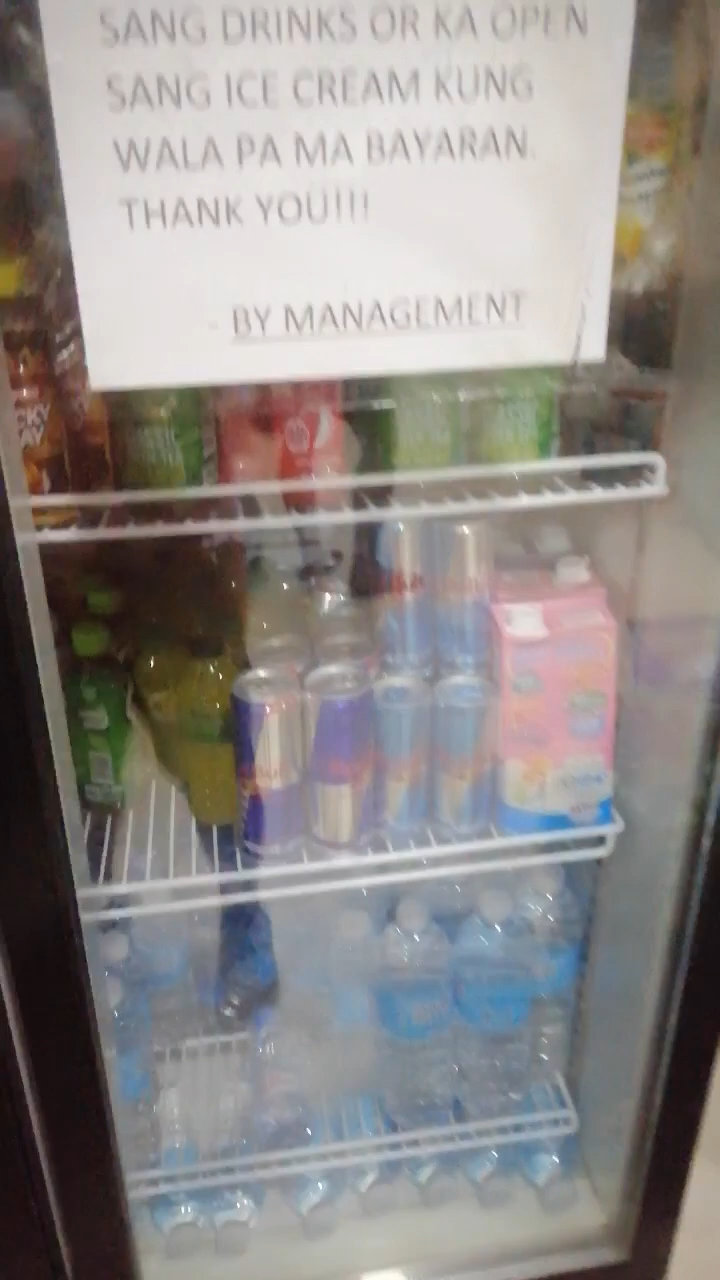 SANG DRINKS OR KA OPEN
SANG ICE CREAM KUNG
WALA PA MA BAYARAN.
THANK YOU!!!
- BY MANAGEMENT